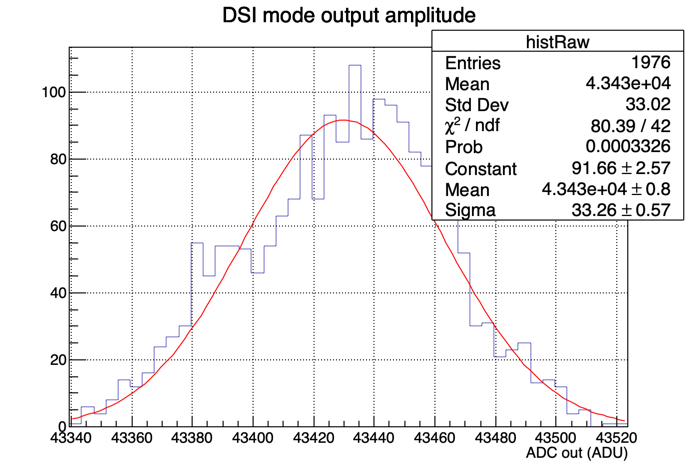 DSI mode output amplitude
histRaw
Entries 1976
Mean 4.343e+04
Std Dev 33.02
χ² / ndf 80.39 / 42
Prob 0.0003326
Constant 91.66 ± 2.57
Mean 4.343e+04 ± 0.8
Sigma 33.26 ± 0.57
100
80
60
40
20
0
43340 43360 43380 43400 43420 43440 43460 43480 43500 43520
ADC out (ADU)